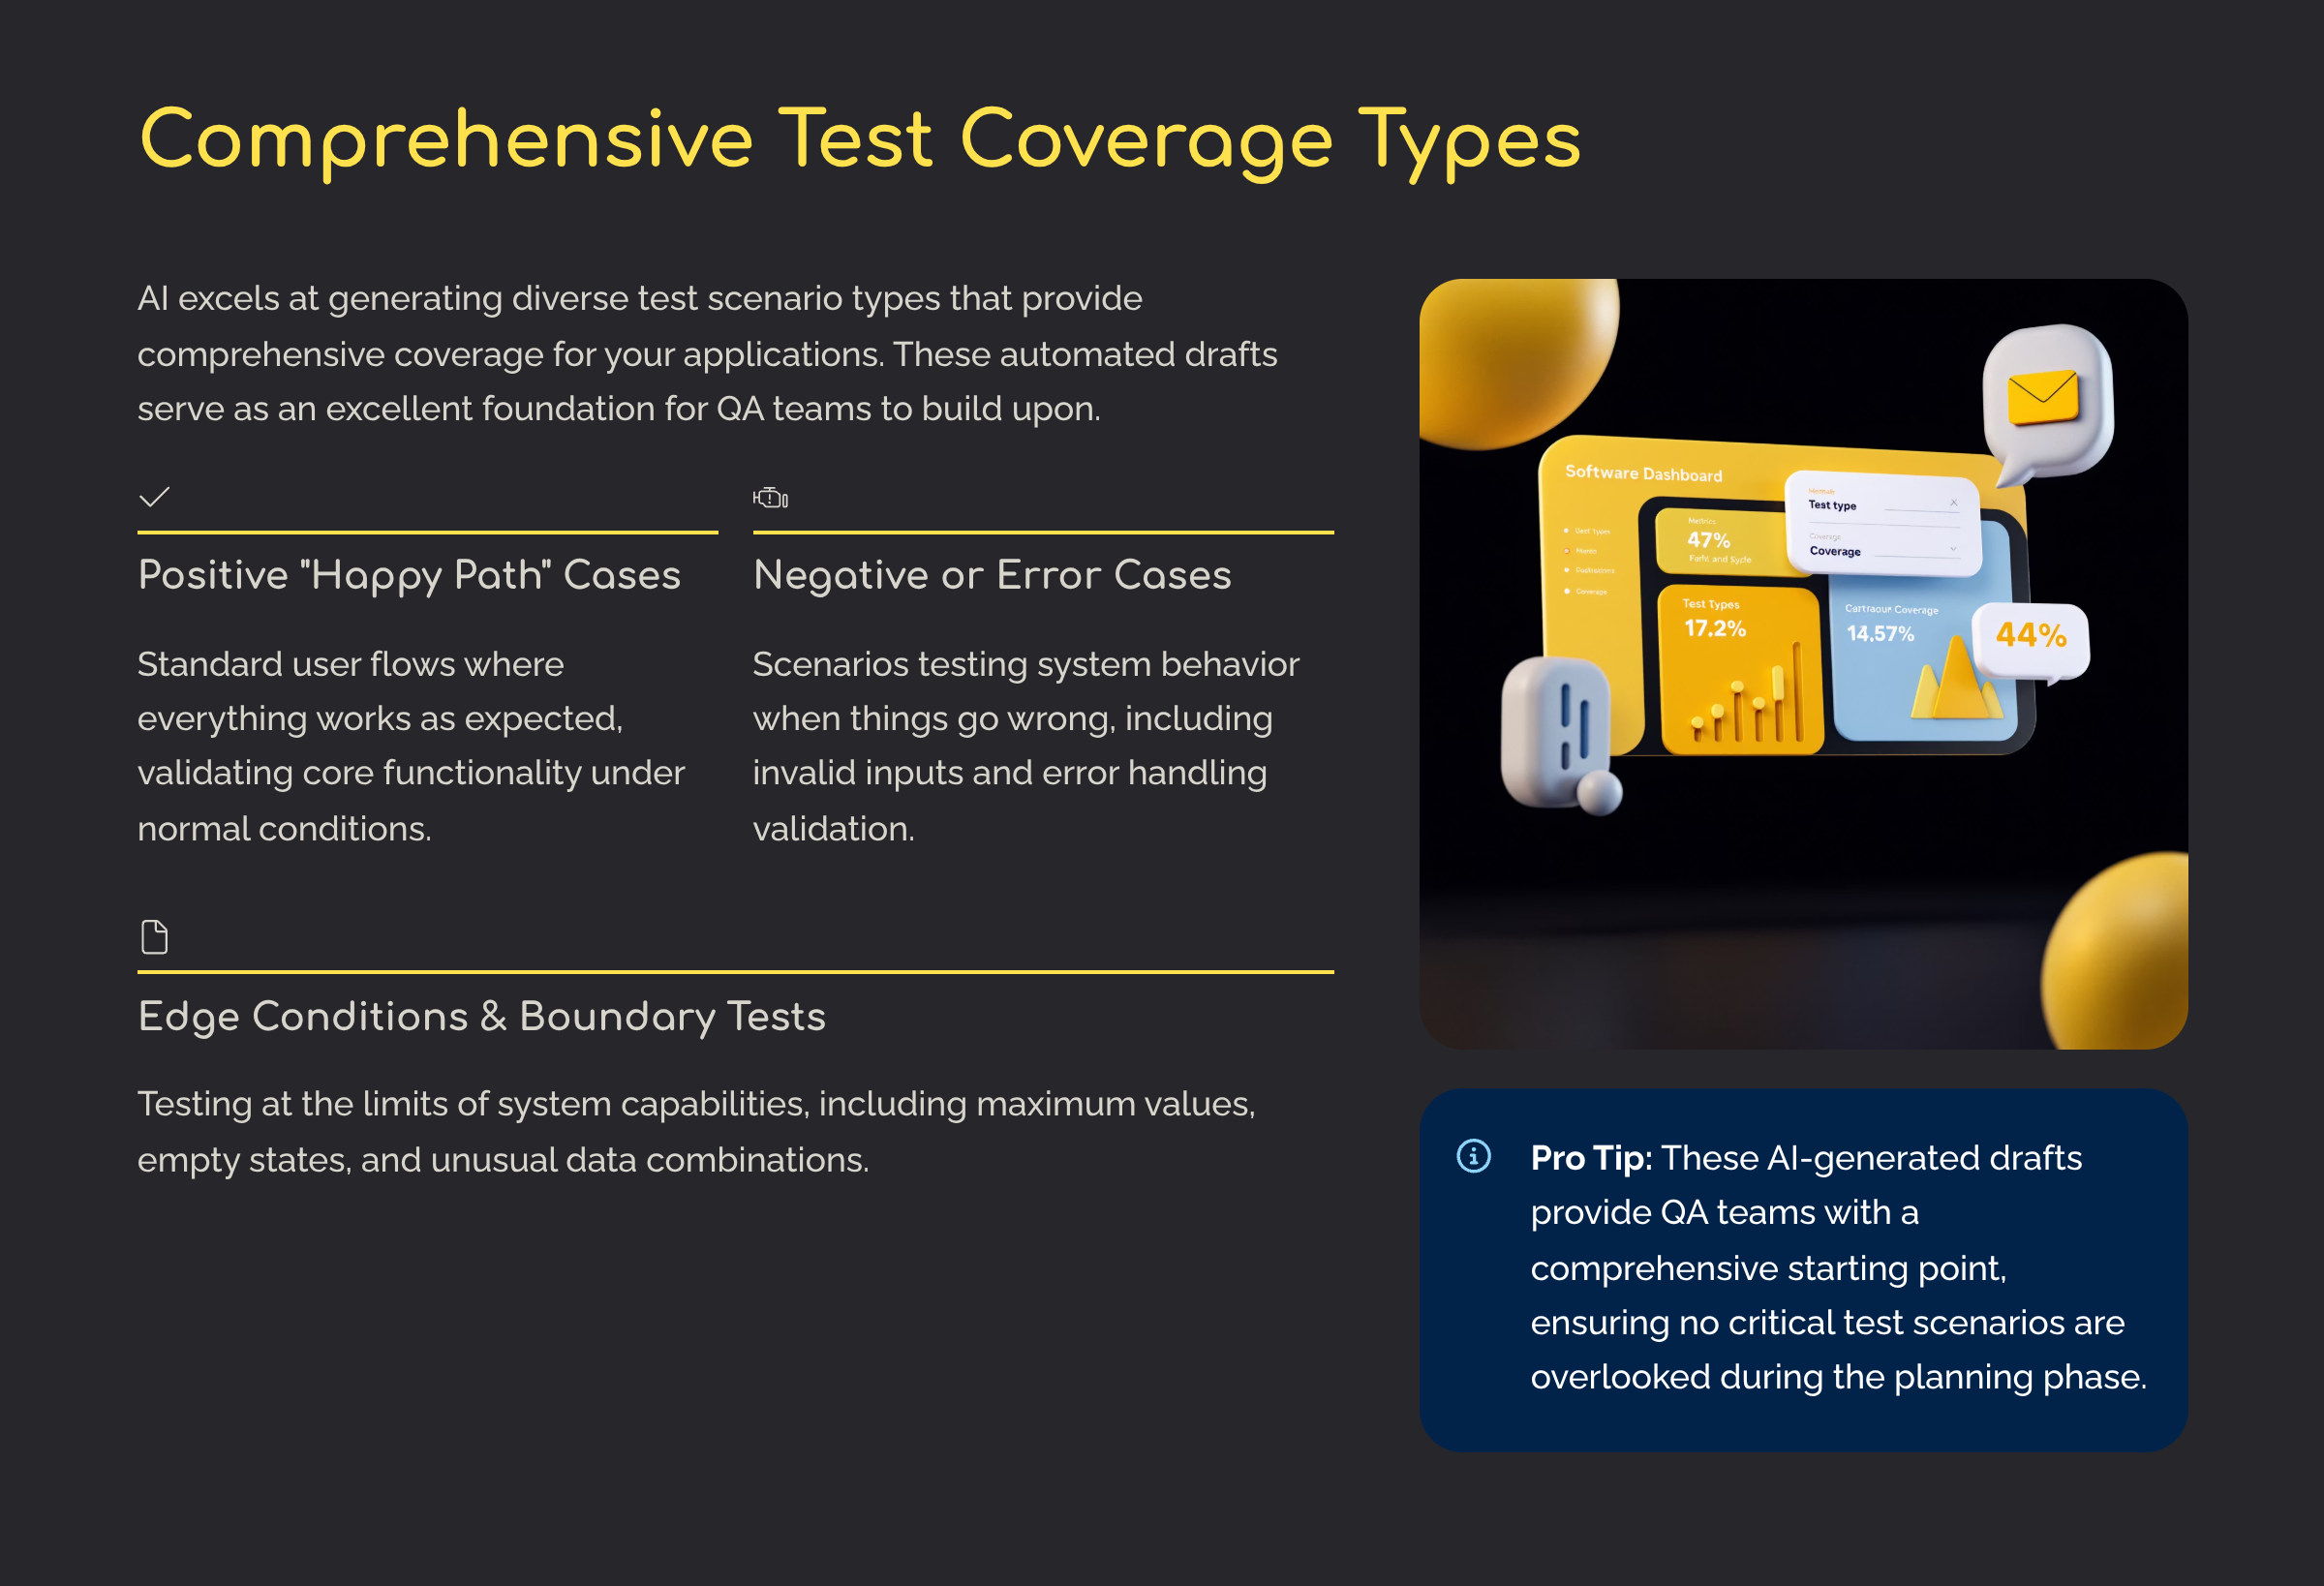 Comprehensive Test Coverage Types
AI excels at generating diverse test scenario types that provide
comprehensive coverage for your applications. These automated drafts
serve as an excellent foundation for QA teams to build upon.
Positive "Happy Path" Cases
Standard user flows where
everything works as expected,
validating core functionality under
normal conditions.
Negative or Error Cases
Scenarios testing system behavior
when things go wrong, including
invalid inputs and error handling
validation.
Edge Conditions & Boundary Tests
Testing at the limits of system capabilities, including maximum values,
empty states, and unusual data combinations.
Software Dashboard
Metrics
47%
Test type
Coverage
Coverage
Coverage
Test Types
17.2%
Cartraour Coverage
14.57%
44%
Pro Tip: These AI-generated drafts
provide QA teams with a
comprehensive starting point,
ensuring no critical test scenarios are
overlooked during the planning phase.